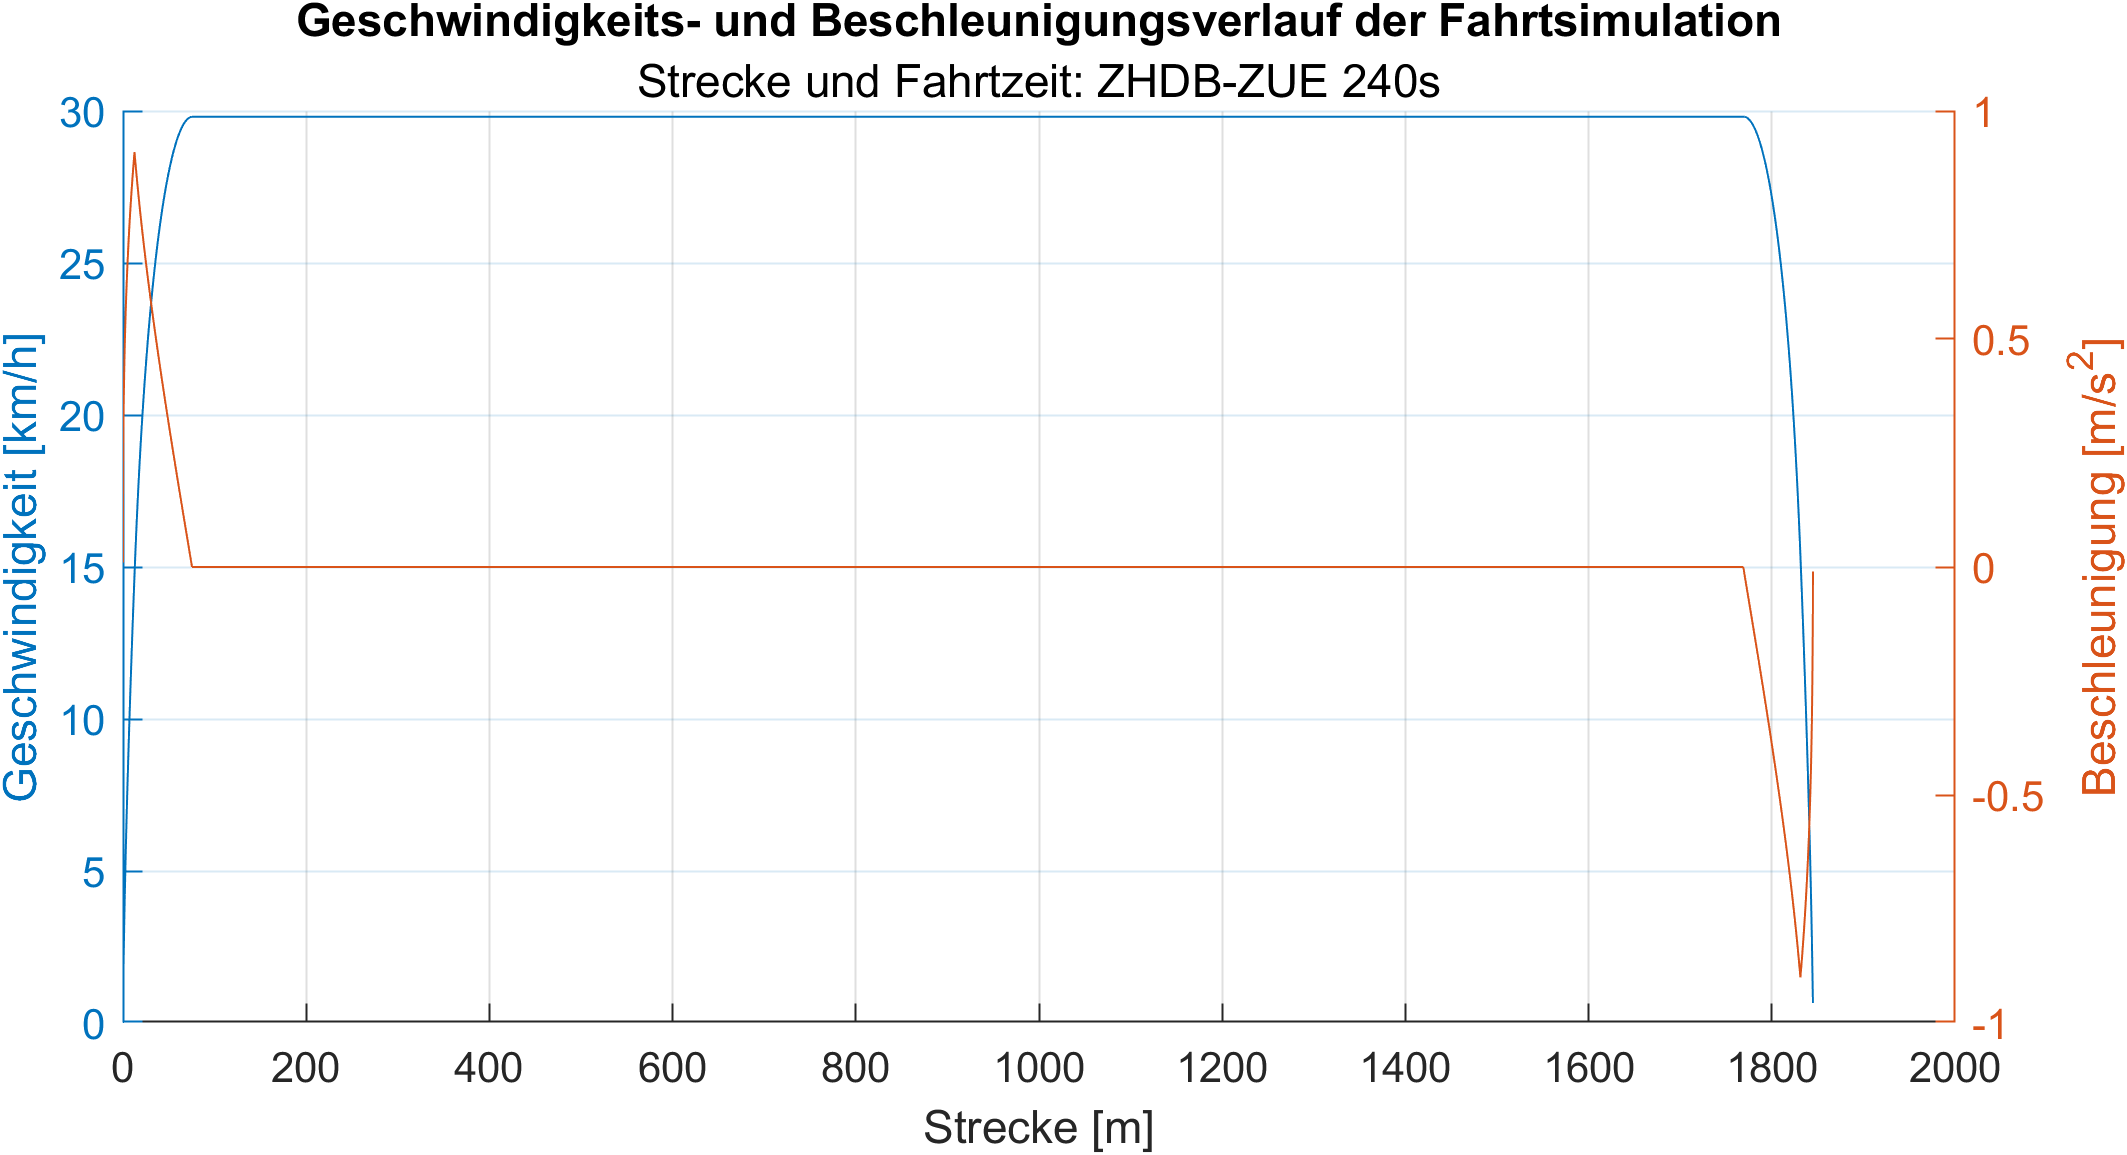 Geschwindigkeits- und Beschleunigungsverlauf der Fahrtsimulation
Strecke und Fahrtzeit: ZHDB-ZUE 240s
30
25
20
15
10
5
0
Geschwindigkeit [km/h]
1
0.5
0
-0.5
-1
Beschleunigung [m/s²]
0 200 400 600 800 1000 1200 1400 1600 1800 2000
Strecke [m]